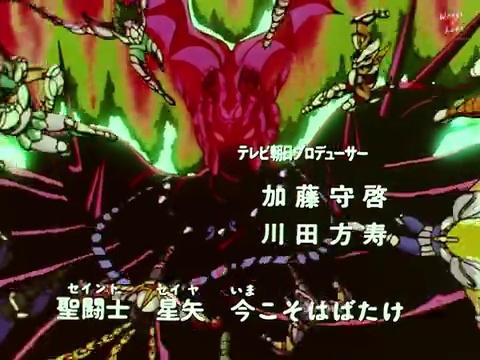 テレビ朝日プロデューサー
加藤守啓
川田方寿
セイント セイヤ いま
聖闘士 星矢 今こそはばたけ